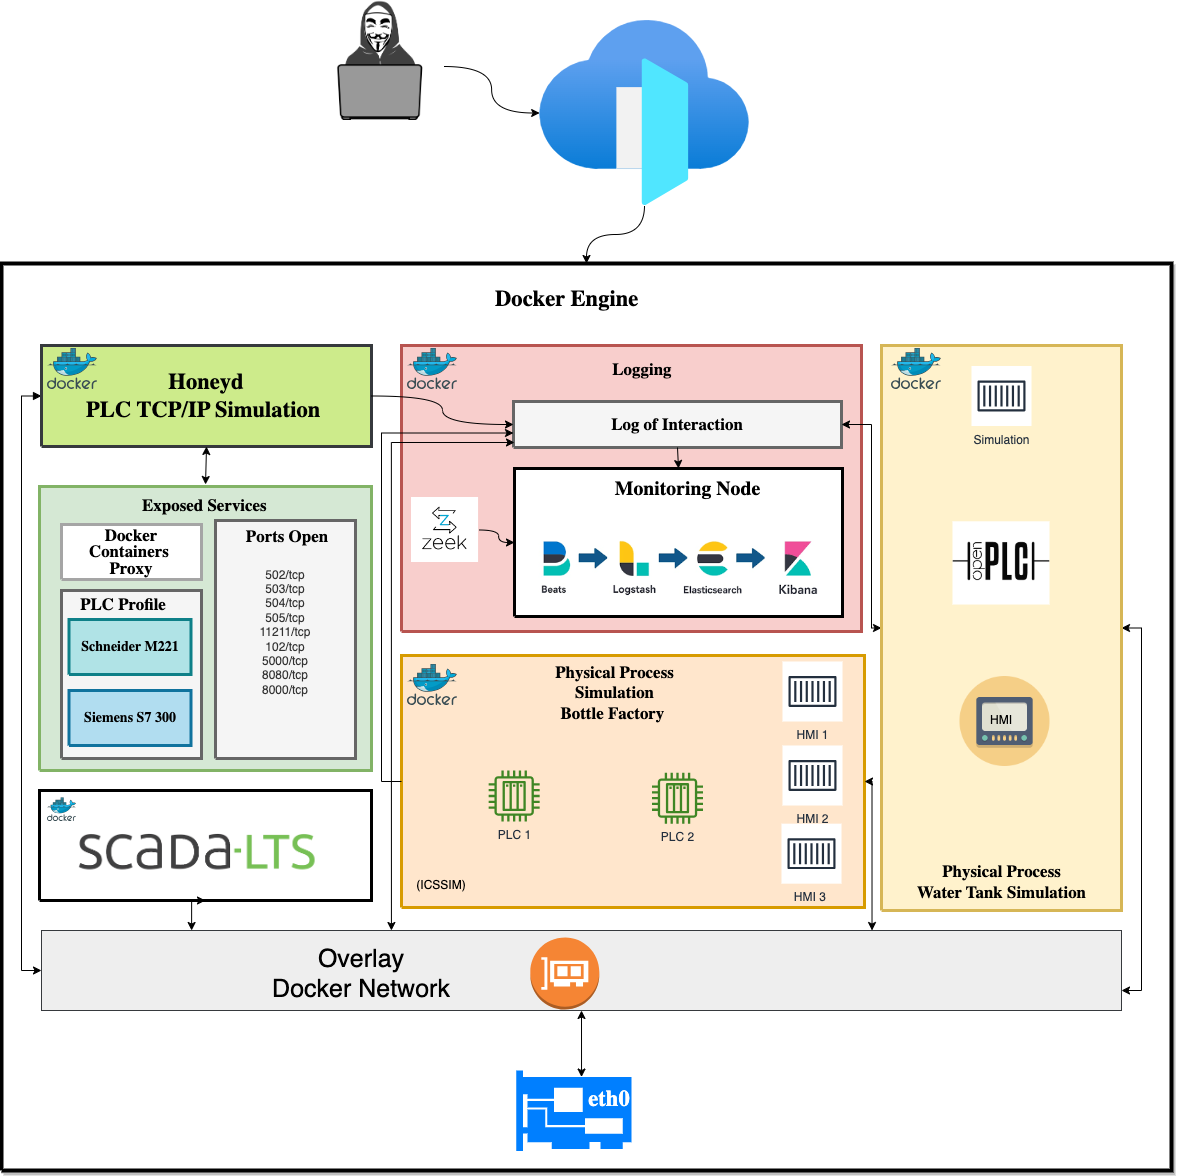 Docker Engine
docker
Honeyd
PLC TCP/IP Simulation
Exposed Services
Docker
Containers
Proxy
PLC Profile
Schneider M221
Siemens S7 300
Ports Open
502/tcp
503/tcp
504/tcp
505/tcp
11211/tcp
102/tcp
5000/tcp
8080/tcp
8000/tcp
docker
SCADA-LTS
docker
Logging
Log of Interaction
zeek
Monitoring Node
Beats
Logstash
Elasticsearch
Kibana
docker
Physical Process
Simulation
Bottle Factory
PLC 1
PLC 2
HMI 1
HMI 2
HMI 3
(ICSSIM)
docker
Simulation
openPLC
HMI
Physical Process
Water Tank Simulation
Overlay
Docker Network
eth0